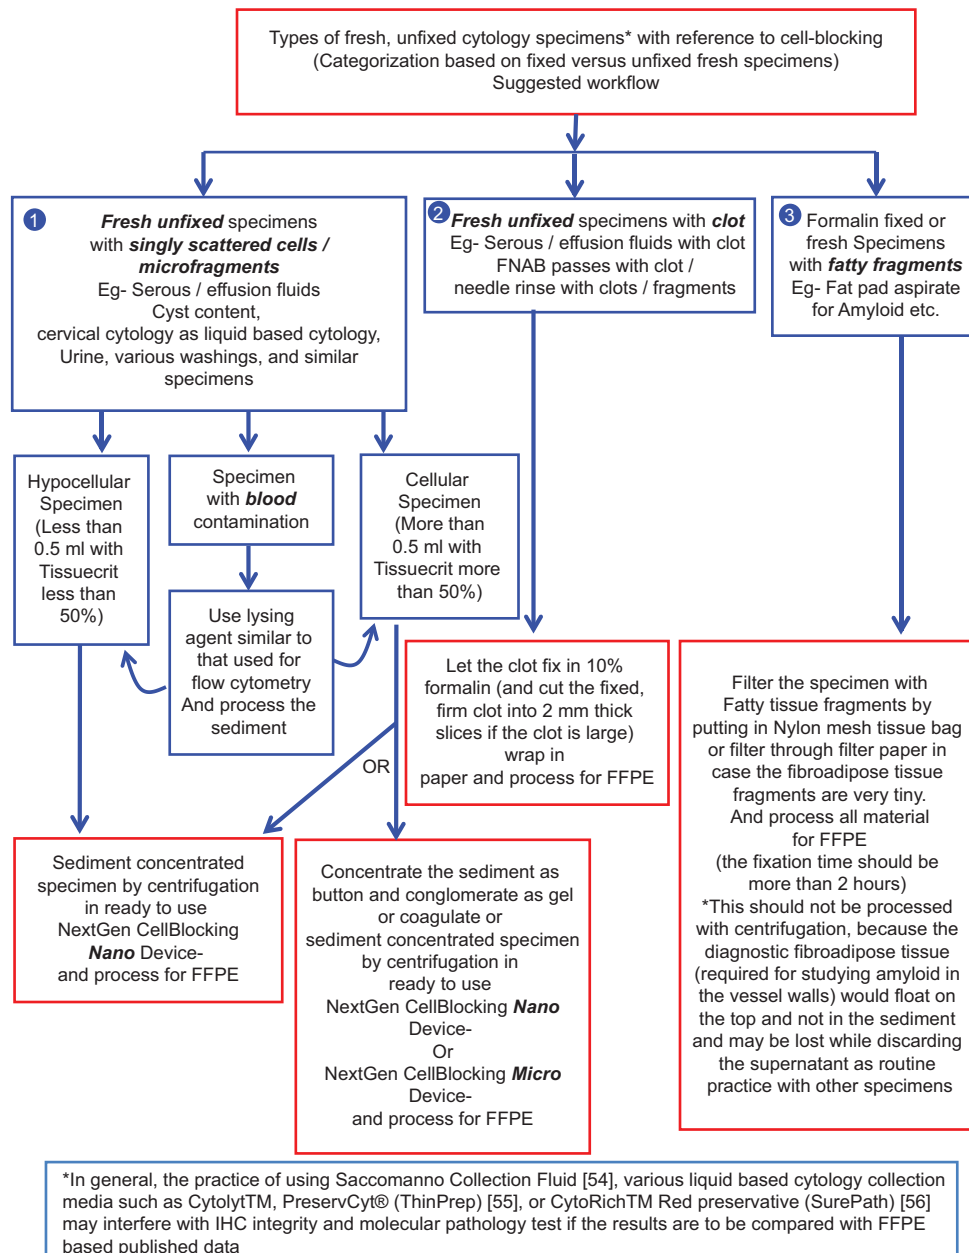 Types of fresh, unfixed cytology specimens* with reference to cell-blocking
(Categorization based on fixed versus unfixed fresh specimens)
Suggested workflow
1
Fresh unfixed specimens
with singly scattered cells /
microfragments
Eg- Serous / effusion fluids
Cyst content,
cervical cytology as liquid based cytology,
Urine, various washings, and similar
specimens
2
Fresh unfixed specimens with clot
Eg- Serous / effusion fluids with clot
FNAB passes with clot /
needle rinse with clots / fragments
3
Formalin fixed or
fresh Specimens
with fatty fragments
Eg- Fat pad aspirate
for Amyloid etc.
Hypocellular
Specimen
(Less than
0.5 ml with
Tissuecrit
less than
50%)
Specimen
with blood
contamination
Cellular
Specimen
(More than
0.5 ml with
Tissuecrit more
than 50%)
Use lysing
agent similar to
that used for
flow cytometry
And process the
sediment
Let the clot fix in 10%
formalin (and cut the fixed,
firm clot into 2 mm thick
slices if the clot is large)
wrap in
paper and process for FFPE
Filter the specimen with
Fatty tissue fragments by
putting in Nylon mesh tissue bag
or filter through filter paper in
case the fibroadipose tissue
fragments are very tiny.
And process all material
for FFPE
(the fixation time should be
more than 2 hours)
*This should not be processed
with centrifugation, because the
diagnostic fibroadipose tissue
(required for studying amyloid in
the vessel walls) would float on
the top and not in the sediment
and may be lost while discarding
the supernatant as routine
practice with other specimens
OR
Sediment concentrated
specimen by centrifugation
in ready to use
NextGen CellBlocking
Nano Device-
and process for FFPE
Concentrate the sediment as
button and conglomerate as gel
or coagulate or
sediment concentrated specimen
by centrifugation in
ready to use
NextGen CellBlocking Nano
Device-
Or
NextGen CellBlocking Micro
Device-
and process for FFPE
*In general, the practice of using Saccomanno Collection Fluid [54], various liquid based cytology collection
media such as CytolytTM, PreservCyt® (ThinPrep) [55], or CytoRichTM Red preservative (SurePath) [56]
may interfere with IHC integrity and molecular pathology test if the results are to be compared with FFPE
based published data